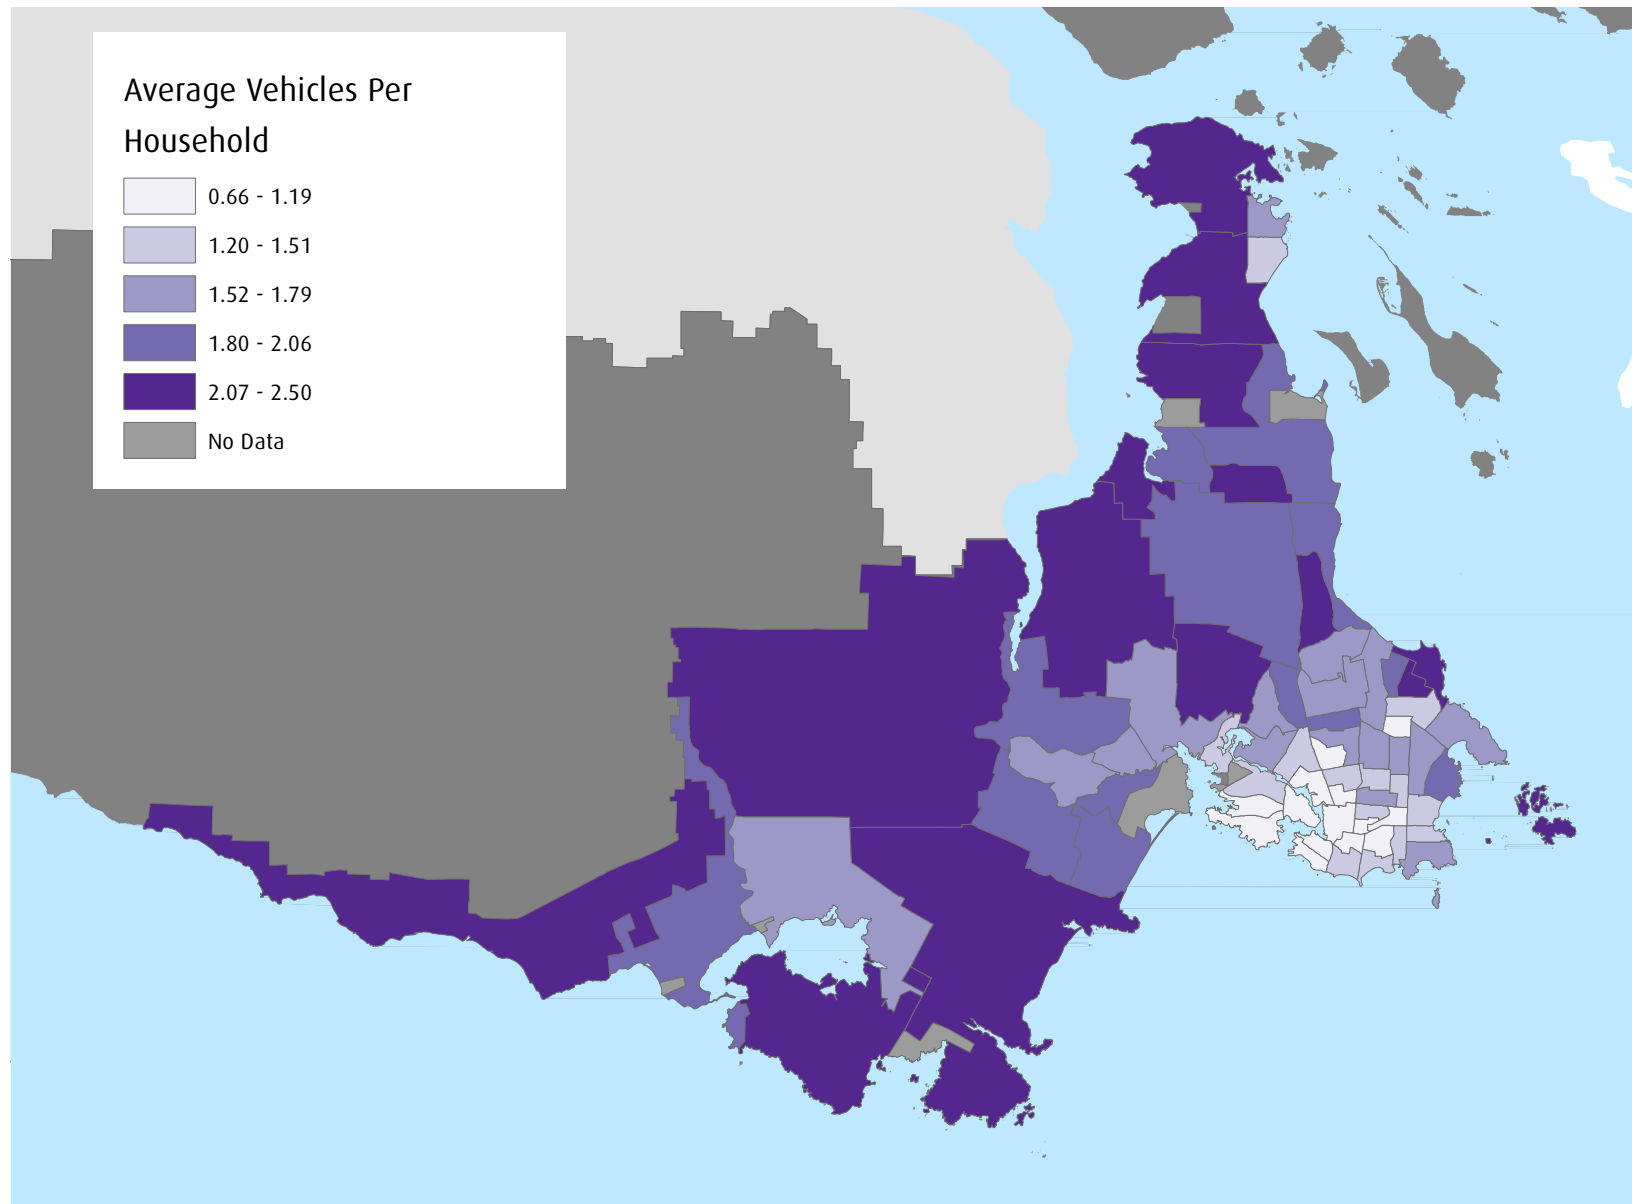 Average Vehicles Per
Household
0.66 - 1.19
1.20 - 1.51
1.52 - 1.79
1.80 - 2.06
2.07 - 2.50
No Data